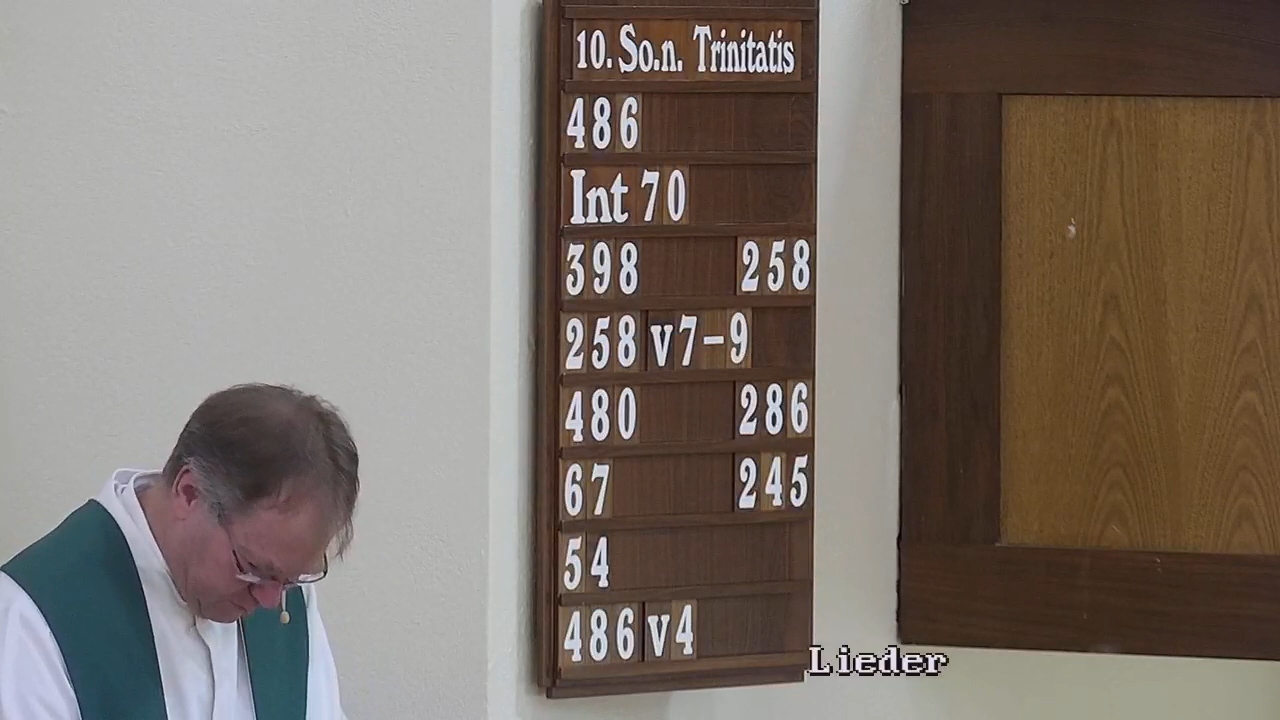 10. So.n. Trinitatis
486
Int 70
398 258
258 v7-9
480 286
67 245
54
486 v4
Lieder